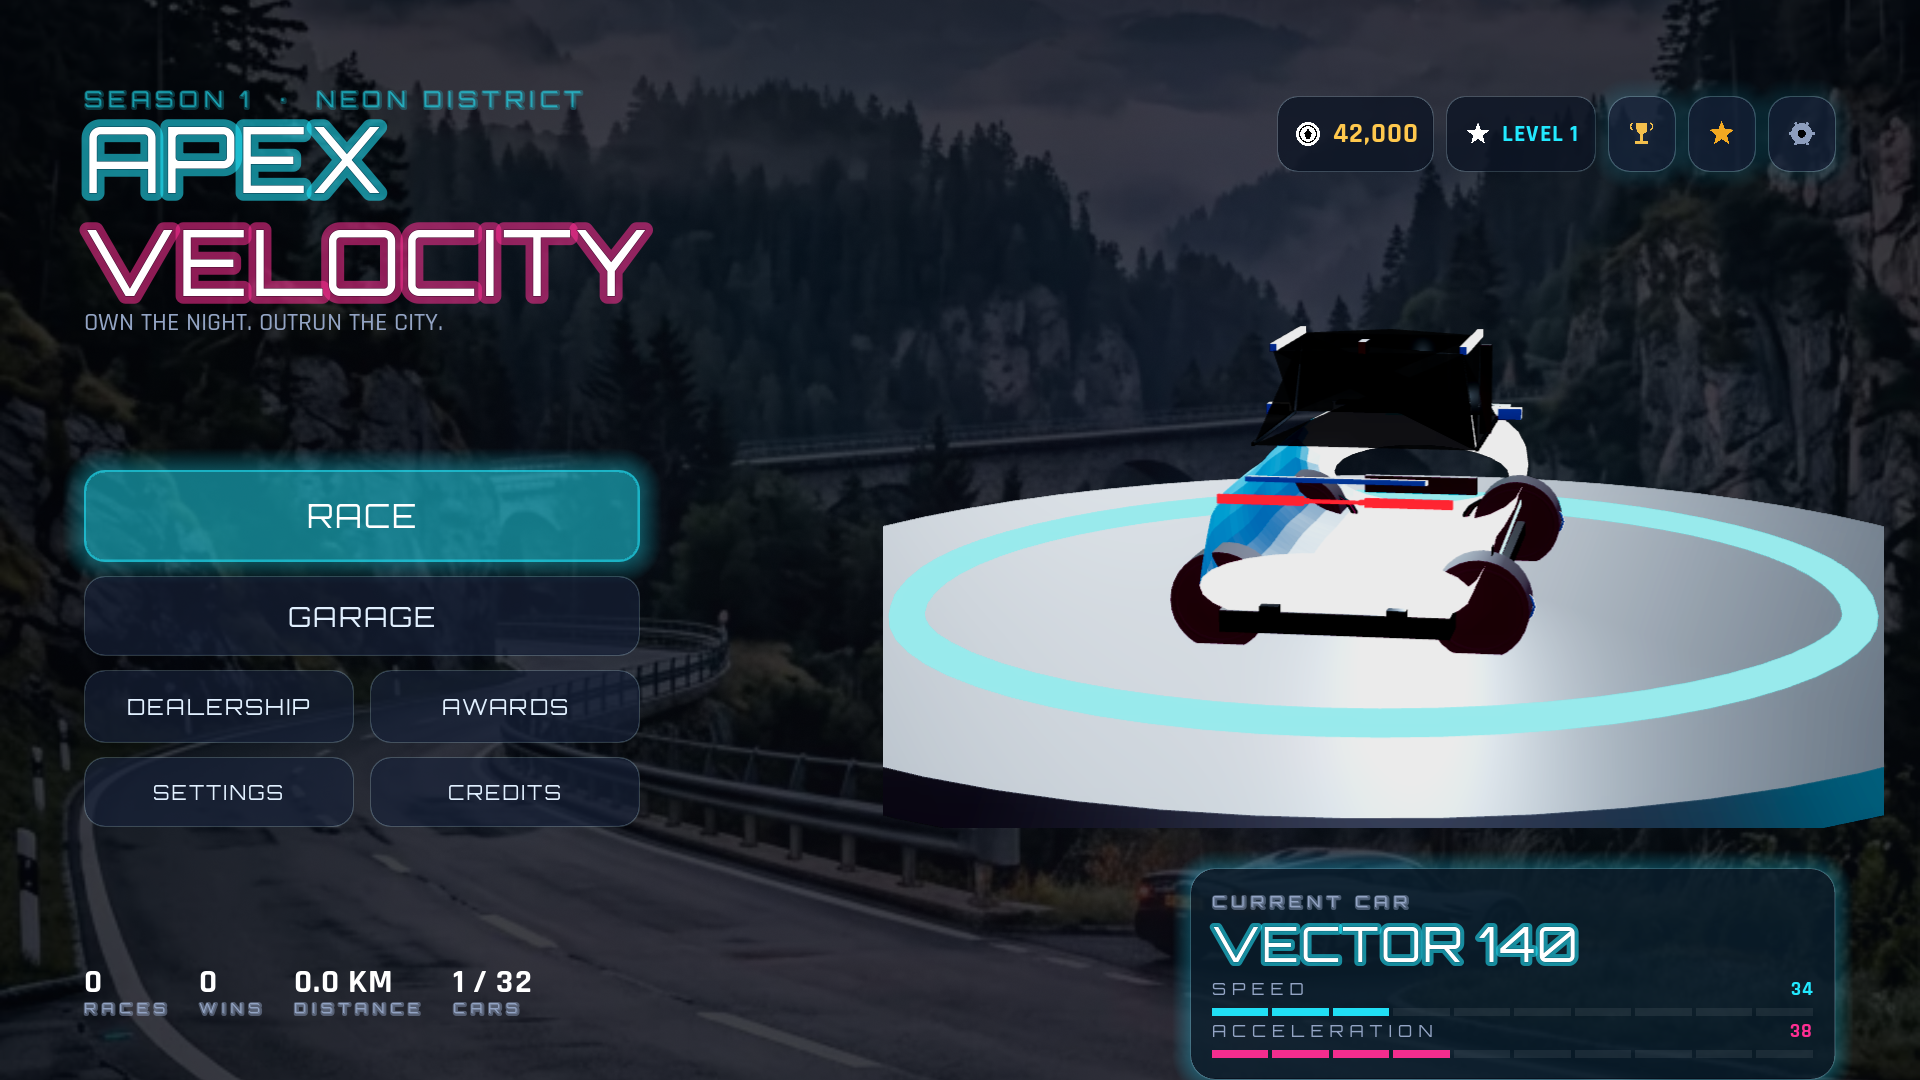 SEASON 1 · NEON DISTRICT
APEX
VELOCITY
OWN THE NIGHT. OUTRUN THE CITY.
42,000
LEVEL 1
RACE
GARAGE
DEALERSHIP
AWARDS
SETTINGS
CREDITS
0
RACES
0
WINS
0.0 KM
DISTANCE
1 / 32
CARS
CURRENT CAR
VECTOR 140
SPEED
34
ACCELERATION
38